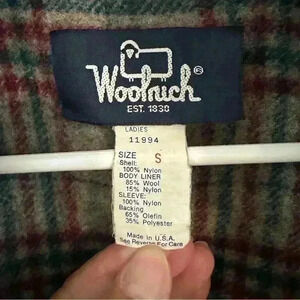 Woolrich®
EST. 1830
LADIES
11994
SIZE S
Shell:
100% Nylon
BODY LINER
85% Wool
15% Nylon
SLEEVE:
100% Nylon
Backing
65% Olefin
35% Polyester
Made in U.S.A.
See Reverse For Care